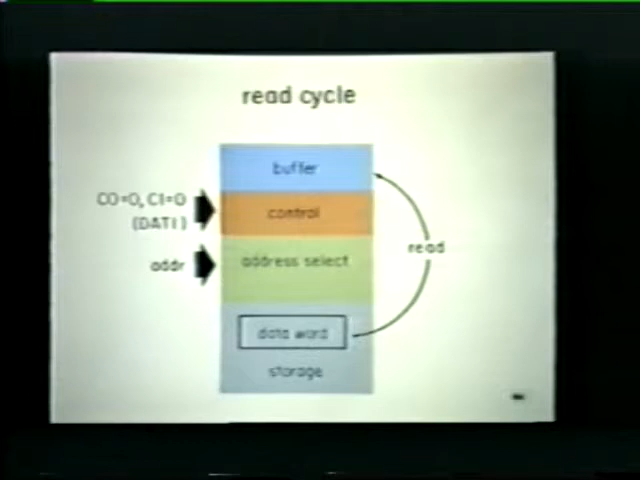 read cycle
buffer
C0=0, C1=0
(DATI)
control
addr
address select
read
data word
storage